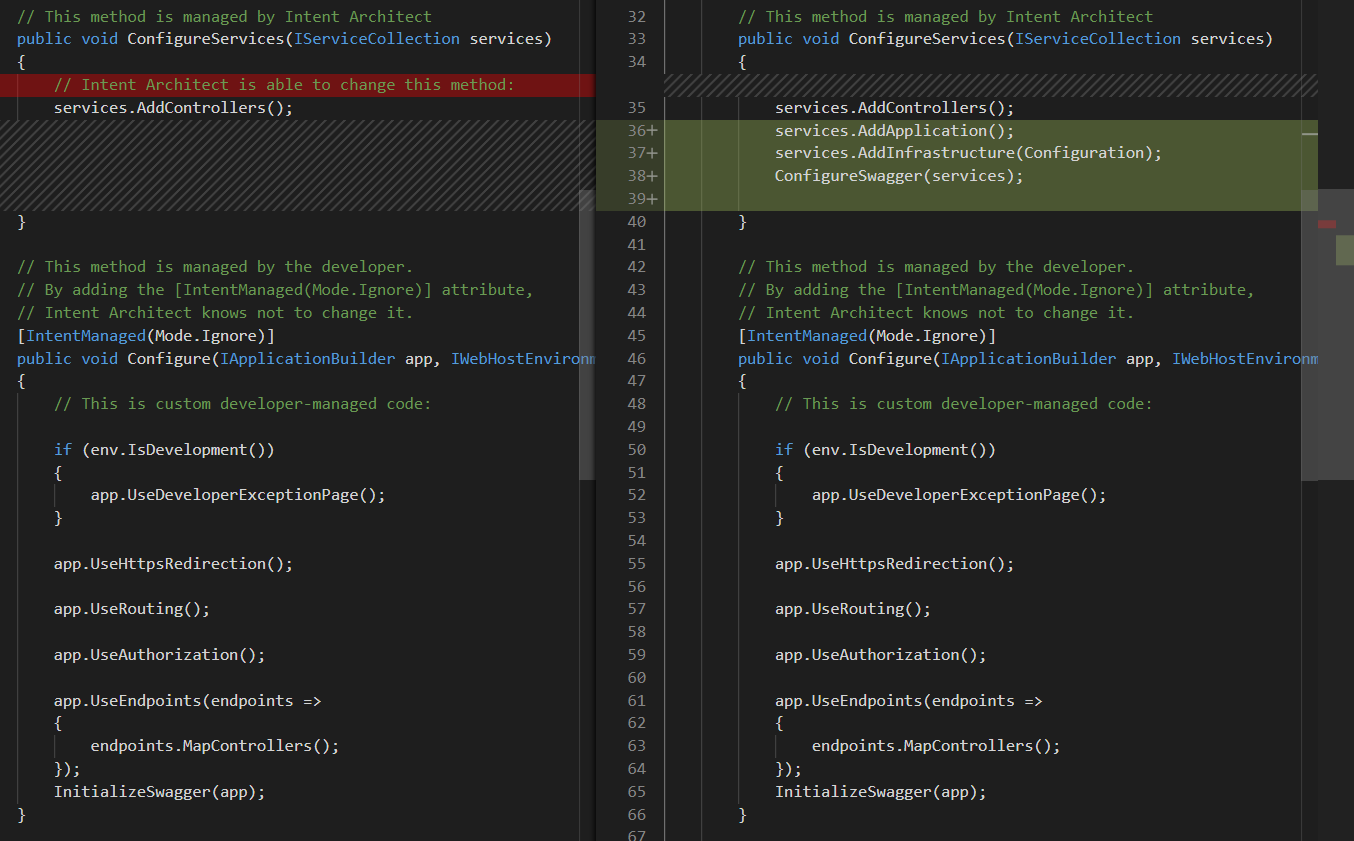 // This method is managed by Intent Architect
public void ConfigureServices(IServiceCollection services)
{
// Intent Architect is able to change this method:
services.AddControllers();
}
// This method is managed by the developer.
// By adding the [IntentManaged(Mode.Ignore)] attribute,
// Intent Architect knows not to change it.
[IntentManaged(Mode.Ignore)]
public void Configure(IApplicationBuilder app, IWebHostEnvironm
{
// This is custom developer-managed code:
if (env.IsDevelopment())
{
app.UseDeveloperExceptionPage();
}
app.UseHttpsRedirection();
app.UseRouting();
app.UseAuthorization();
app.UseEndpoints(endpoints =>
{
endpoints.MapControllers();
});
InitializeSwagger(app);
}
32 // This method is managed by Intent Architect
33 public void ConfigureServices(IServiceCollection services)
34 {
35 services.AddControllers();
36+ services.AddApplication();
37+ services.AddInfrastructure(Configuration);
38+ ConfigureSwagger(services);
39+
40 }
41
42 // This method is managed by the developer.
43 // By adding the [IntentManaged(Mode.Ignore)] attribute,
44 // Intent Architect knows not to change it.
45 [IntentManaged(Mode.Ignore)]
46 public void Configure(IApplicationBuilder app, IWebHostEnvironm
47 {
48 // This is custom developer-managed code:
49
50 if (env.IsDevelopment())
51 {
52 app.UseDeveloperExceptionPage();
53 }
54
55 app.UseHttpsRedirection();
56
57 app.UseRouting();
58
59 app.UseAuthorization();
60
61 app.UseEndpoints(endpoints =>
62 {
63 endpoints.MapControllers();
64 });
65 InitializeSwagger(app);
66 }
67